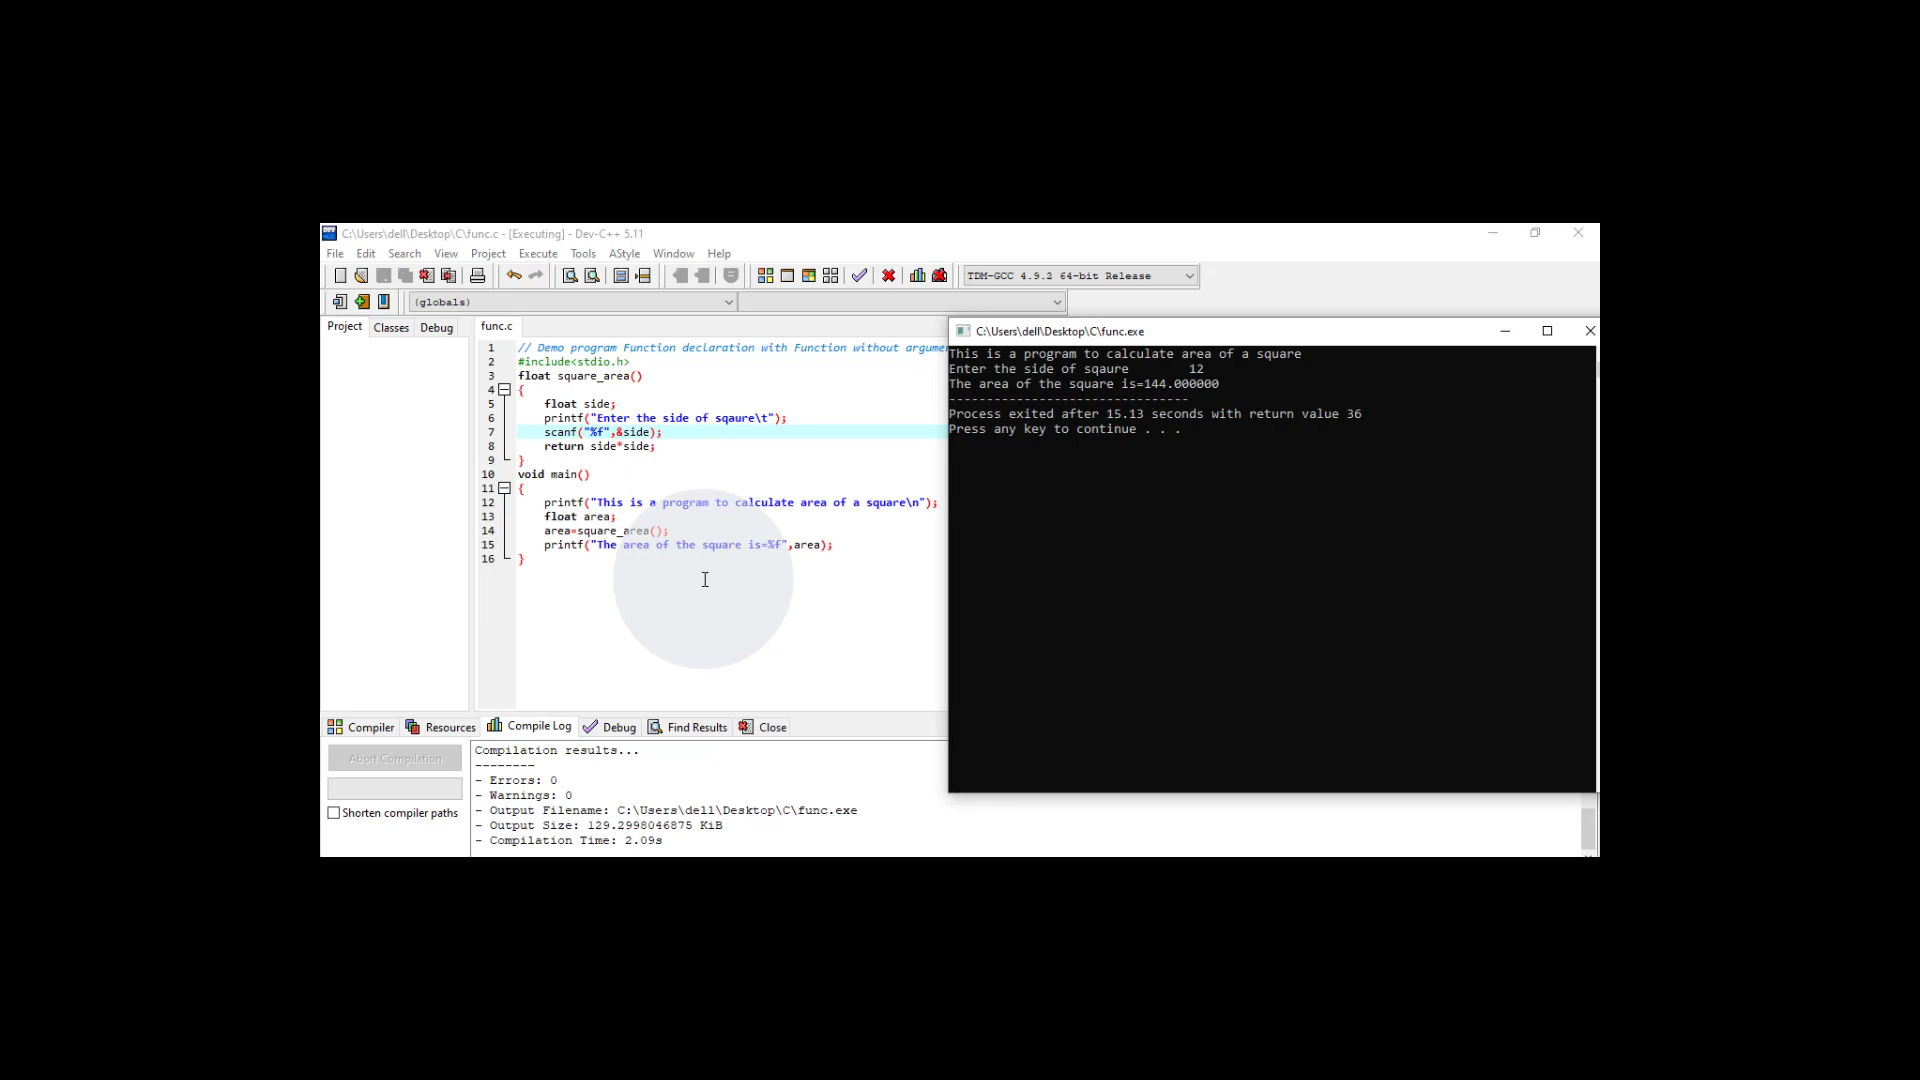 C:\Users\dell\Desktop\C\func.c - [Executing] - Dev-C++ 5.11
File Edit Search View Project Execute Tools AStyle Window Help
TDM-GCC 4.9.2 64-bit Release
(globals)
Project Classes Debug func.c
1 // Demo program Function declaration with Function without
2 #include<stdio.h>
3 float square_area()
4 {
5 float side;
6 printf("Enter the side of sqaure\t");
7 scanf("%f",&side);
8 return side*side;
9 }
10 void main()
11 {
12 printf("This is a program to calculate area of a square\n");
13 float area;
14 area=square_area();
15 printf("The area of the square is=%f",area);
16 }
C:\Users\dell\Desktop\C\func.exe
This is a program to calculate area of a square
Enter the side of sqaure 12
The area of the square is=144.000000
--------------------------------
Process exited after 15.13 seconds with return value 36
Press any key to continue . . .
Compiler Resources Compile Log Debug Find Results Close
Abort Compilation
Shorten compiler paths
Compilation results...
--------
- Errors: 0
- Warnings: 0
- Output Filename: C:\Users\dell\Desktop\C\func.exe
- Output Size: 129.2998046875 KiB
- Compilation Time: 2.09s